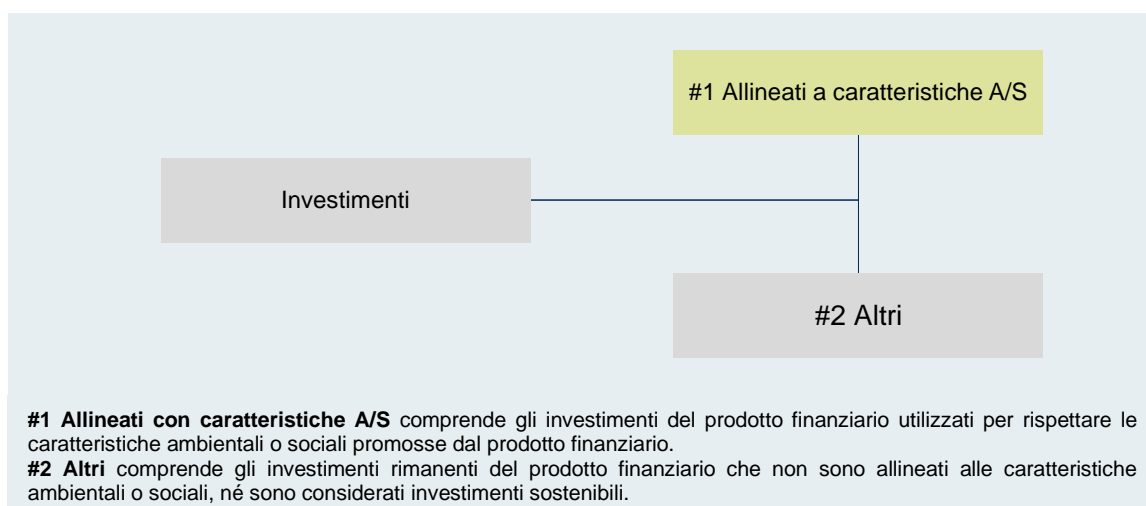 #1 Allineati a caratteristiche A/S
Investimenti
#2 Altri
#1 Allineati con caratteristiche A/S comprende gli investimenti del prodotto finanziario utilizzati per rispettare le
caratteristiche ambientali o sociali promosse dal prodotto finanziario.
#2 Altri comprende gli investimenti rimanenti del prodotto finanziario che non sono allineati alle caratteristiche
ambientali o sociali, né sono considerati investimenti sostenibili.